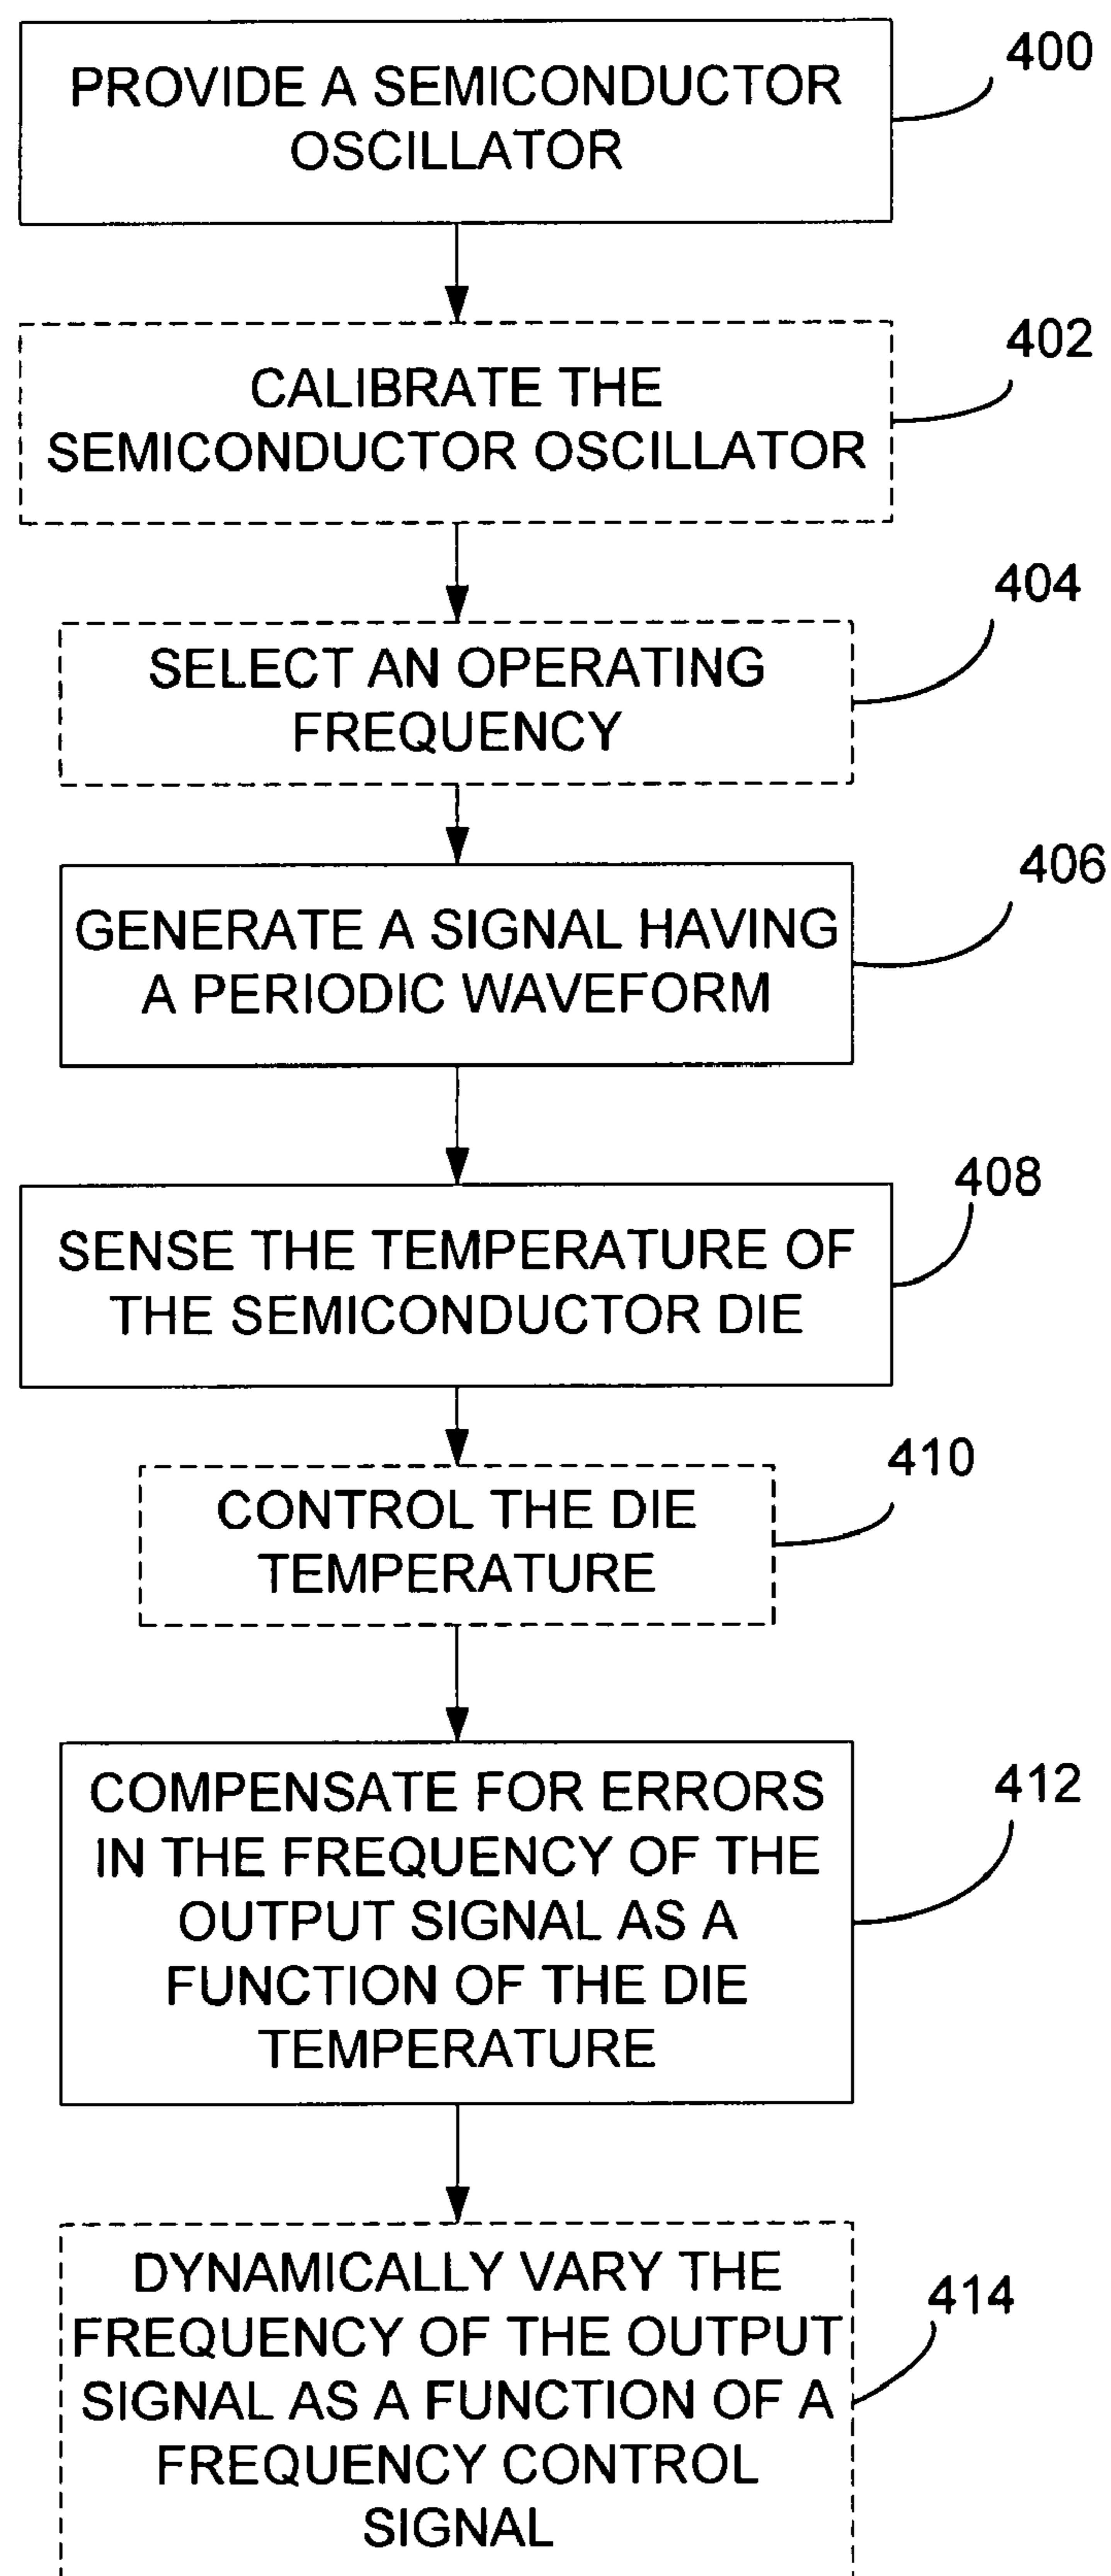 PROVIDE A SEMICONDUCTOR
OSCILLATOR
400
CALIBRATE THE
SEMICONDUCTOR OSCILLATOR
402
SELECT AN OPERATING
FREQUENCY
404
GENERATE A SIGNAL HAVING
A PERIODIC WAVEFORM
406
SENSE THE TEMPERATURE OF
THE SEMICONDUCTOR DIE
408
CONTROL THE DIE
TEMPERATURE
410
COMPENSATE FOR ERRORS
IN THE FREQUENCY OF THE
OUTPUT SIGNAL AS A
FUNCTION OF THE DIE
TEMPERATURE
412
DYNAMICALLY VARY THE
FREQUENCY OF THE OUTPUT
SIGNAL AS A FUNCTION OF A
FREQUENCY CONTROL
SIGNAL
414